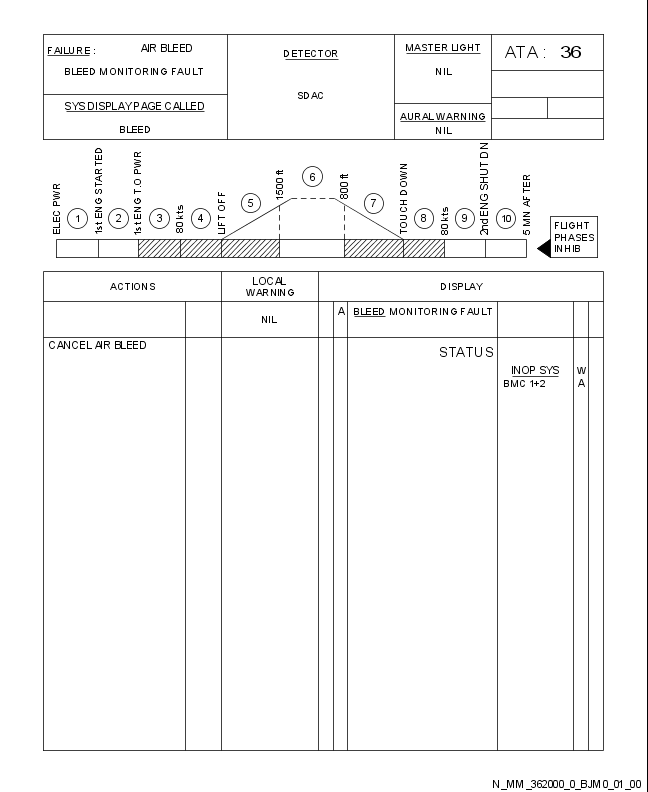 FAILURE : AIR BLEED
BLEED MONITORING FAULT
SYS DISPLAY PAGE CALLED
BLEED
DETECTOR
SDAC
MASTER LIGHT
NIL
AURAL WARNING
NIL
ATA : 36
ELEC PWR
1
1st ENG STARTED
2
1st ENG T.O PWR
3
80 kts
4
LIFT OFF
5
1500 ft
6
800 ft
7
TOUCH DOWN
8
80 kts
9
2nd ENG SHUT DN
10
5 MN AFTER
FLIGHT
PHASES
INHIB
ACTIONS
LOCAL
WARNING
DISPLAY
NIL
A BLEED MONITORING FAULT
CANCEL AIR BLEED
STATUS
INOP SYS W
BMC 1+2 A
N_MM_362000_0_BJM0_01_00